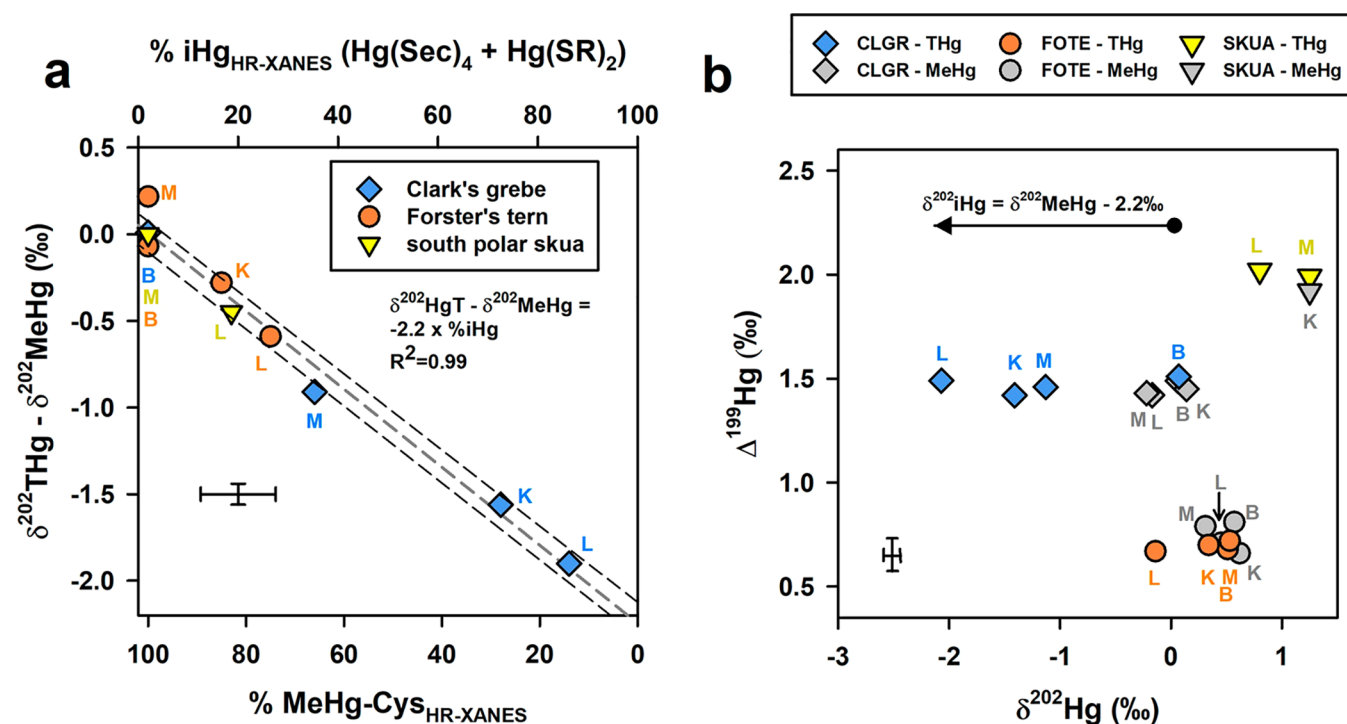 a
% iHgHR-XANES (Hg(Sec)4 + Hg(SR)2)
0 20 40 60 80 100
0.5
0.0
-0.5
-1.0
-1.5
-2.0
δ202THg - δ202MeHg (‰)
Clark's grebe
Forster's tern
south polar skua
δ202HgT - δ202MeHg =
-2.2 x %iHg
R2=0.99
M
B
M
B
K
L
L
M
K
L
100 80 60 40 20 0
% MeHg-CysHR-XANES
b
CLGR - THg FOTE - THg SKUA - THg
CLGR - MeHg FOTE - MeHg SKUA - MeHg
2.5
2.0
1.5
1.0
0.5
Δ199Hg (‰)
δ202iHg = δ202MeHg - 2.2‰
L M
K
L K M B
M L B K
L
M B
L K M K
B
-3 -2 -1 0 1
δ202Hg (‰)